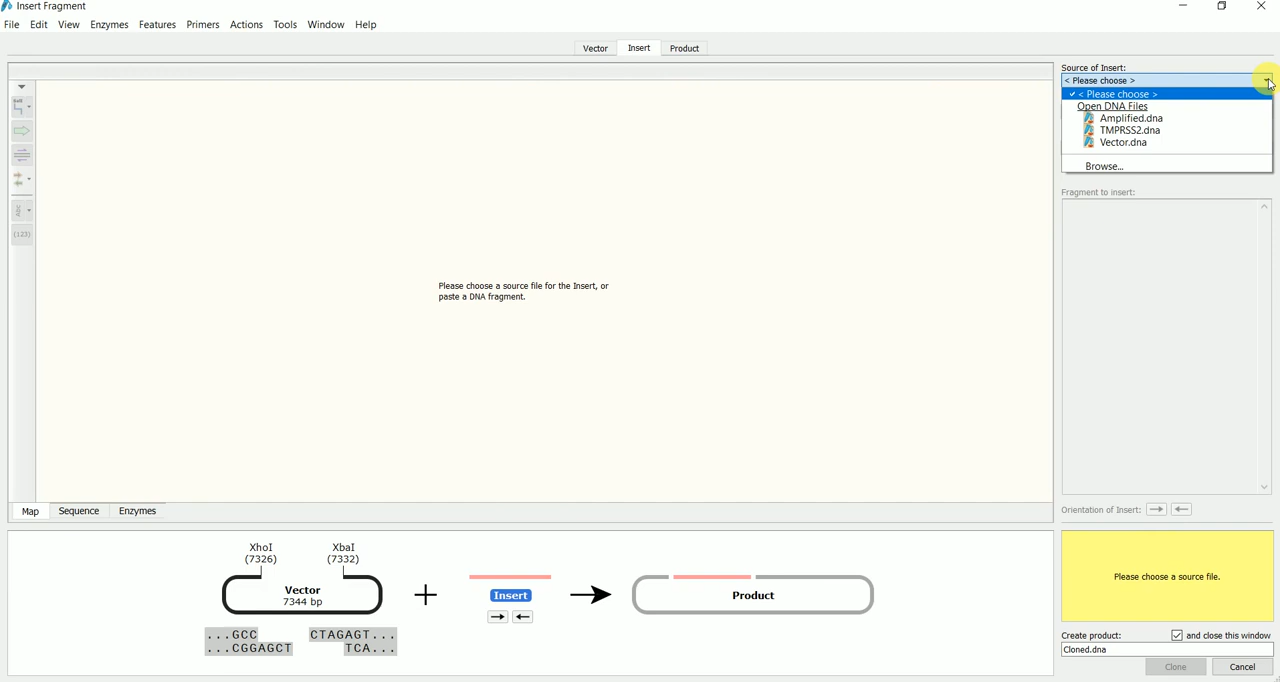 Insert Fragment
File Edit View Enzymes Features Primers Actions Tools Window Help
Vector Insert Product
Source of Insert:
< Please choose >
✓ < Please choose >
Open DNA Files
Amplified.dna
TMPRSS2.dna
Vector.dna
Browse...
Fragment to insert:
(123)
Please choose a source file for the Insert, or
paste a DNA fragment.
Map Sequence Enzymes
Orientation of Insert:
XhoI XbaI
(7326) (7332)
Vector
7344 bp
+ Insert Product
...GCC CTAGAGT...
...CGGAGCT TCA...
Please choose a source file.
Create product: and close this window
Cloned.dna
Clone Cancel